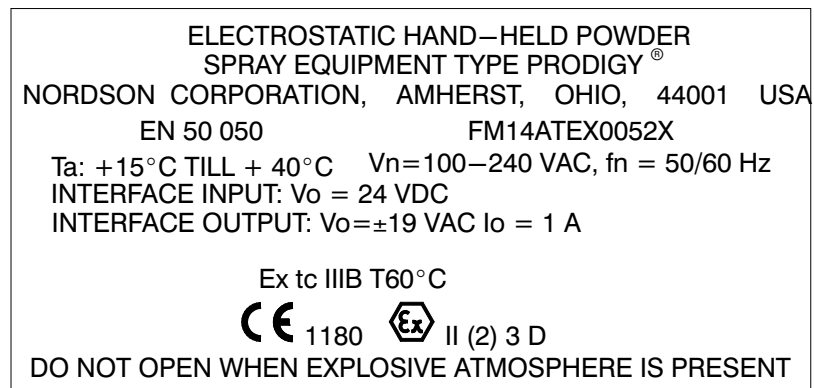 ELECTROSTATIC HAND–HELD POWDER
SPRAY EQUIPMENT TYPE PRODIGY ®
NORDSON CORPORATION, AMHERST, OHIO, 44001 USA
EN 50 050 FM14ATEX0052X
Ta: +15°C TILL + 40°C Vn=100–240 VAC, fn = 50/60 Hz
INTERFACE INPUT: Vo = 24 VDC
INTERFACE OUTPUT: Vo=±19 VAC Io = 1 A
Ex tc IIIB T60°C
CE 1180 Ex II (2) 3 D
DO NOT OPEN WHEN EXPLOSIVE ATMOSPHERE IS PRESENT